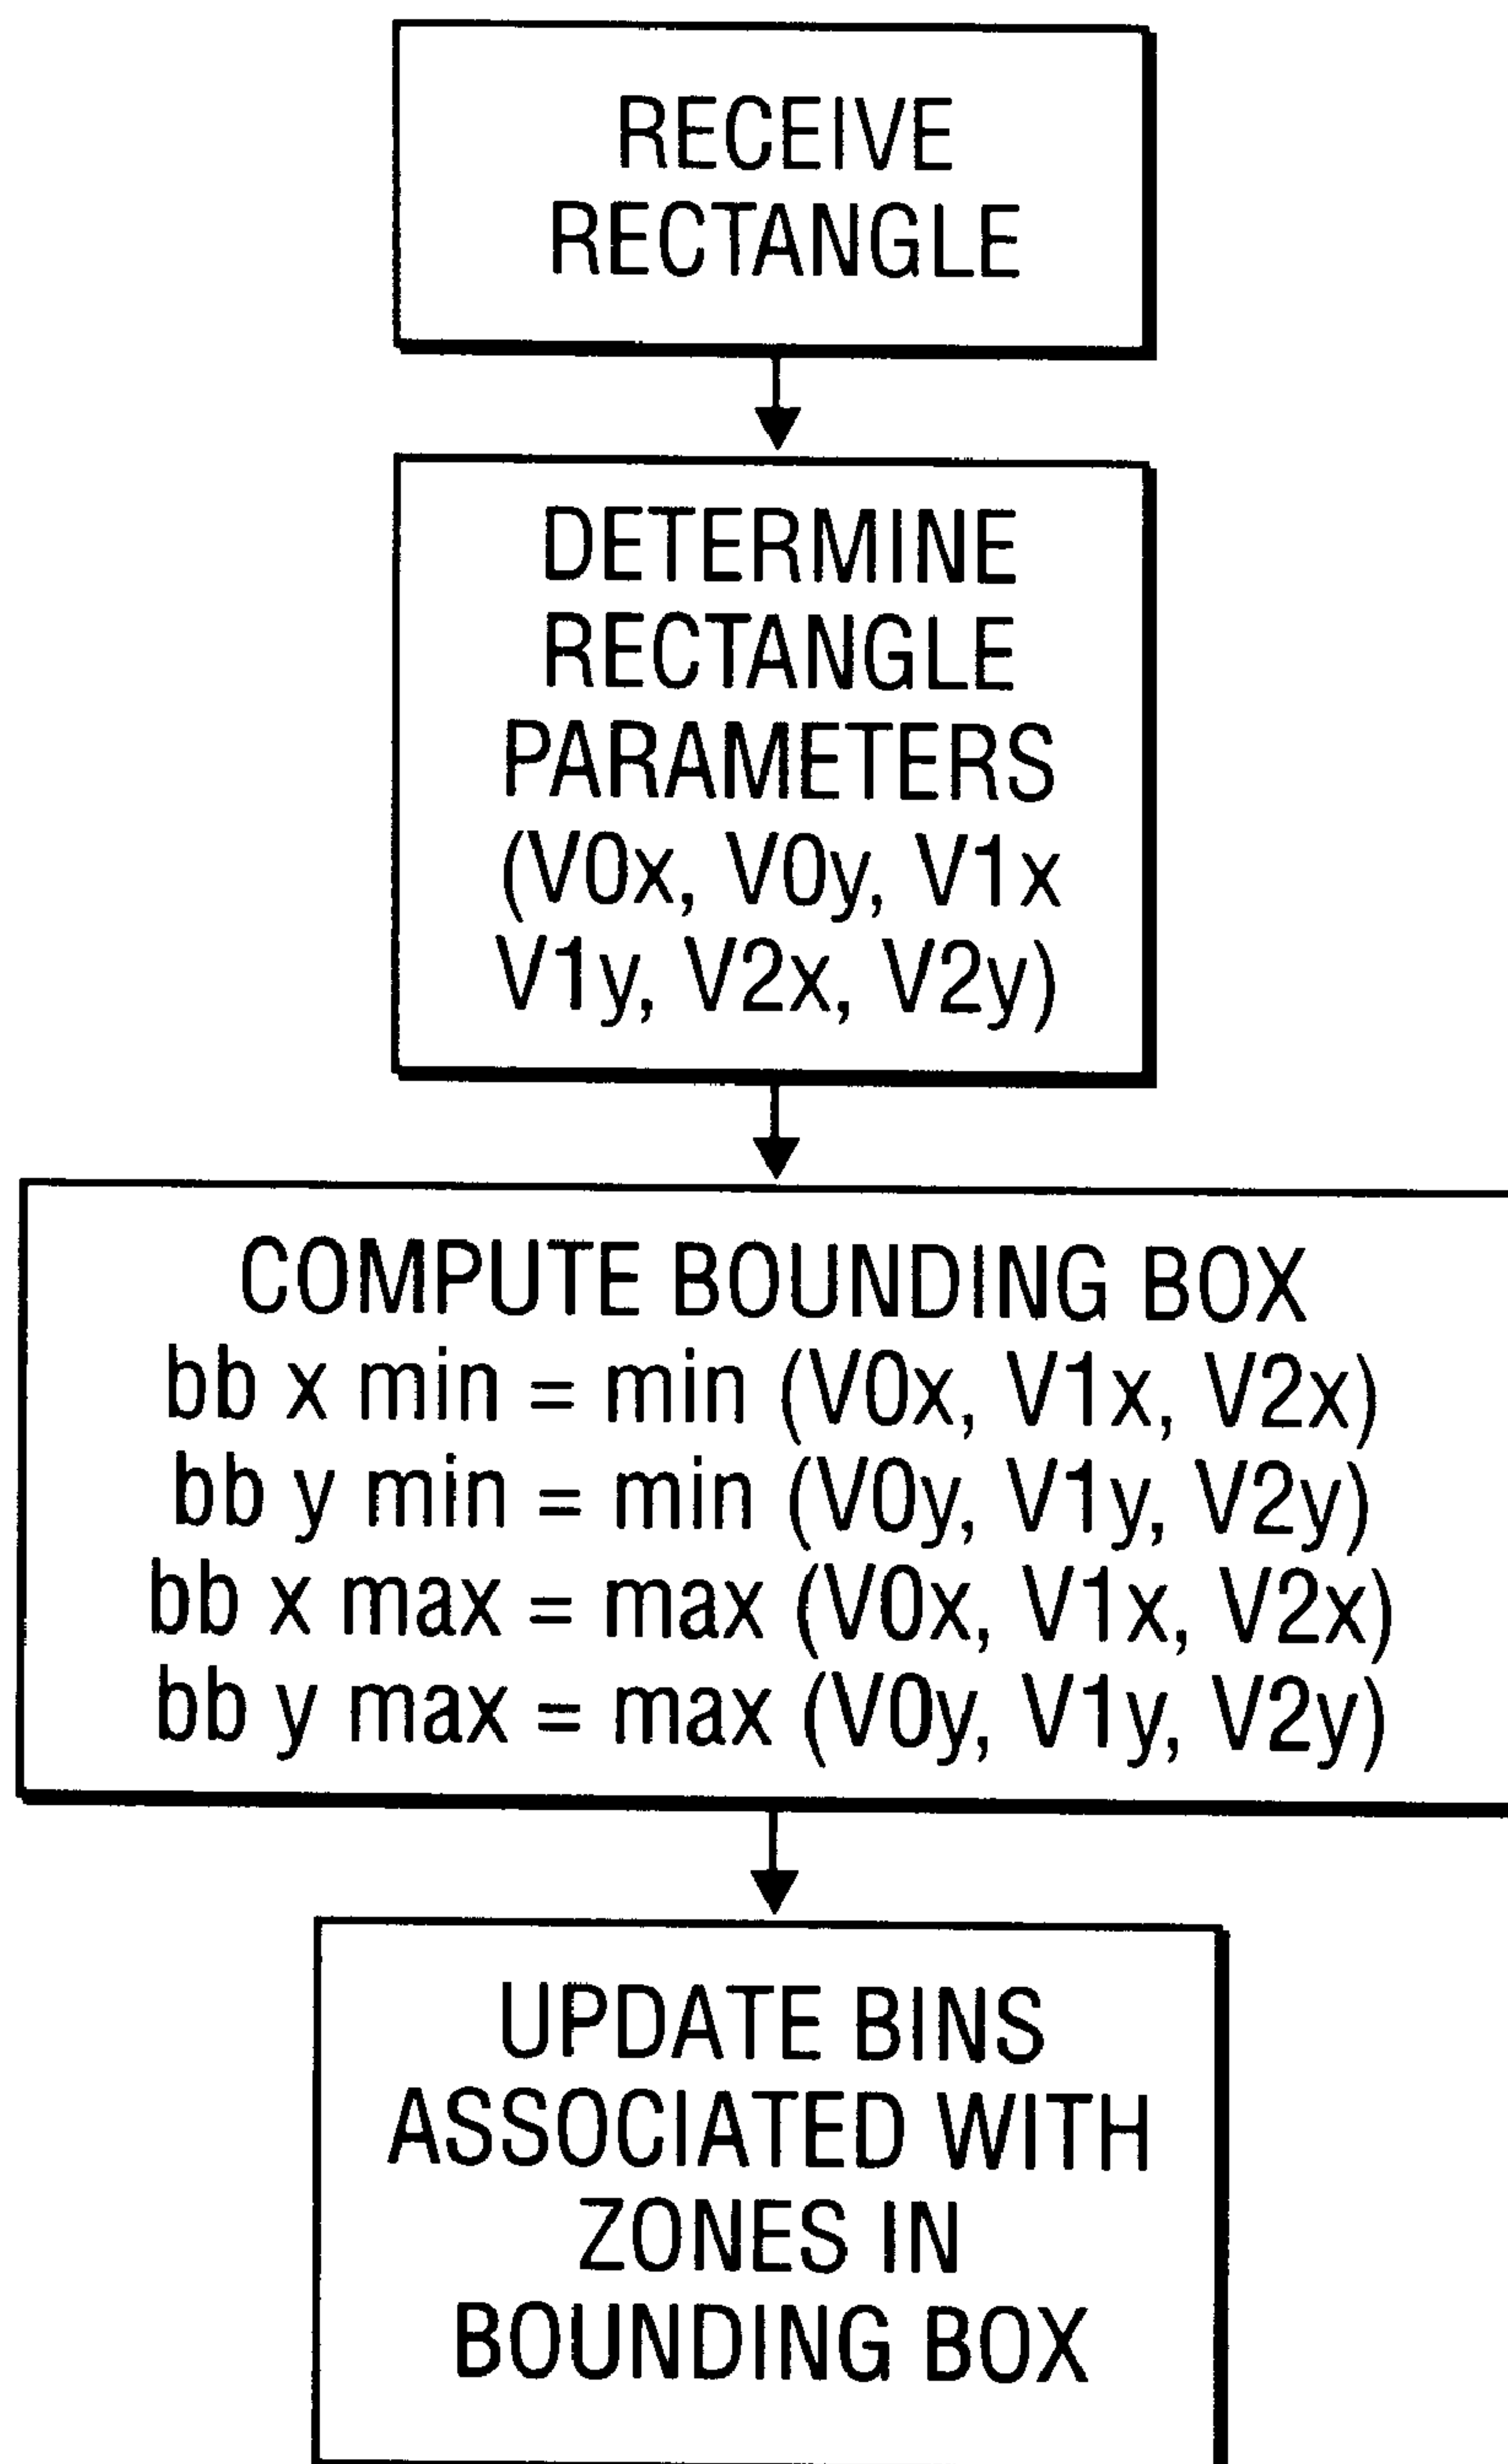 RECEIVE
RECTANGLE
DETERMINE
RECTANGLE
PARAMETERS
(V0x, V0y, V1x
V1y, V2x, V2y)
COMPUTE BOUNDING BOX
bb x min = min (V0x, V1x, V2x)
bb y min = min (V0y, V1y, V2y)
bb x max = max (V0x, V1x, V2x)
bb y max = max (V0y, V1y, V2y)
UPDATE BINS
ASSOCIATED WITH
ZONES IN
BOUNDING BOX